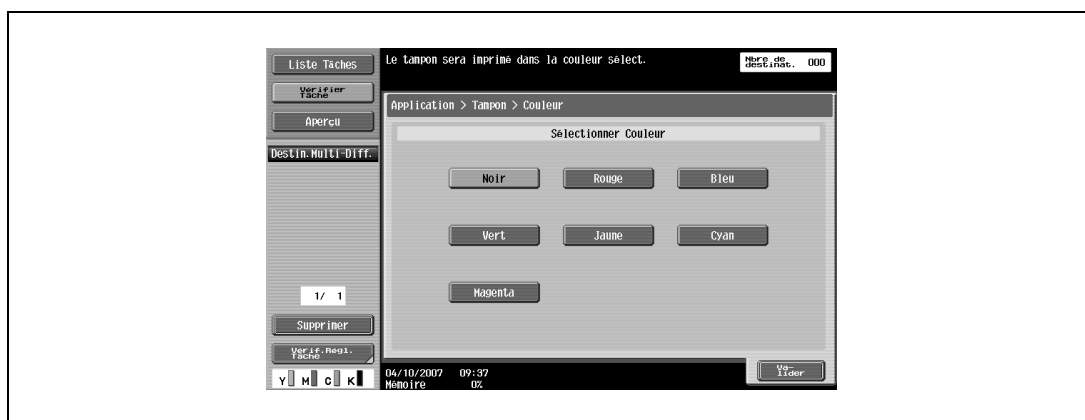 Liste Tâches
Le tampon sera imprimé dans la couleur sélect.
Nbre de
destinat. 000
Vérifier
Tâche
Aperçu
Application > Tampon > Couleur
Sélectionner Couleur
Destin.Multi-Diff.
Noir Rouge Bleu
Vert Jaune Cyan
Magenta
1/ 1
Supprimer
Vérif.Régl.
Tâche
Y M C K
04/10/2007 09:37
Mémoire 0%
Va-
lider